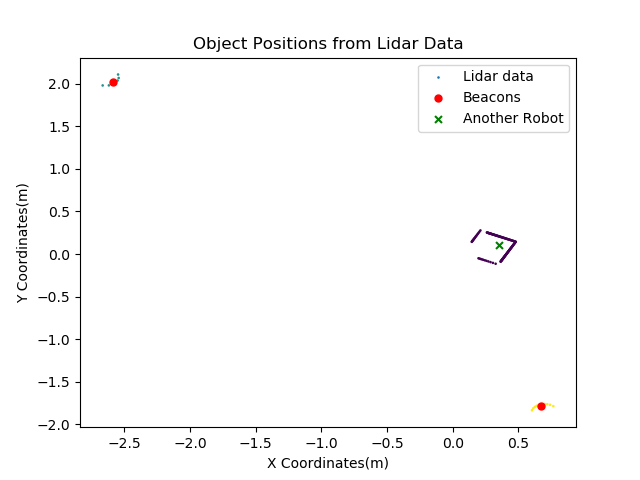 Object Positions from Lidar Data
Lidar data
Beacons
Another Robot
2.0
1.5
1.0
0.5
0.0
−0.5
−1.0
−1.5
−2.0
Y Coordinates(m)
−2.5 −2.0 −1.5 −1.0 −0.5 0.0 0.5
X Coordinates(m)